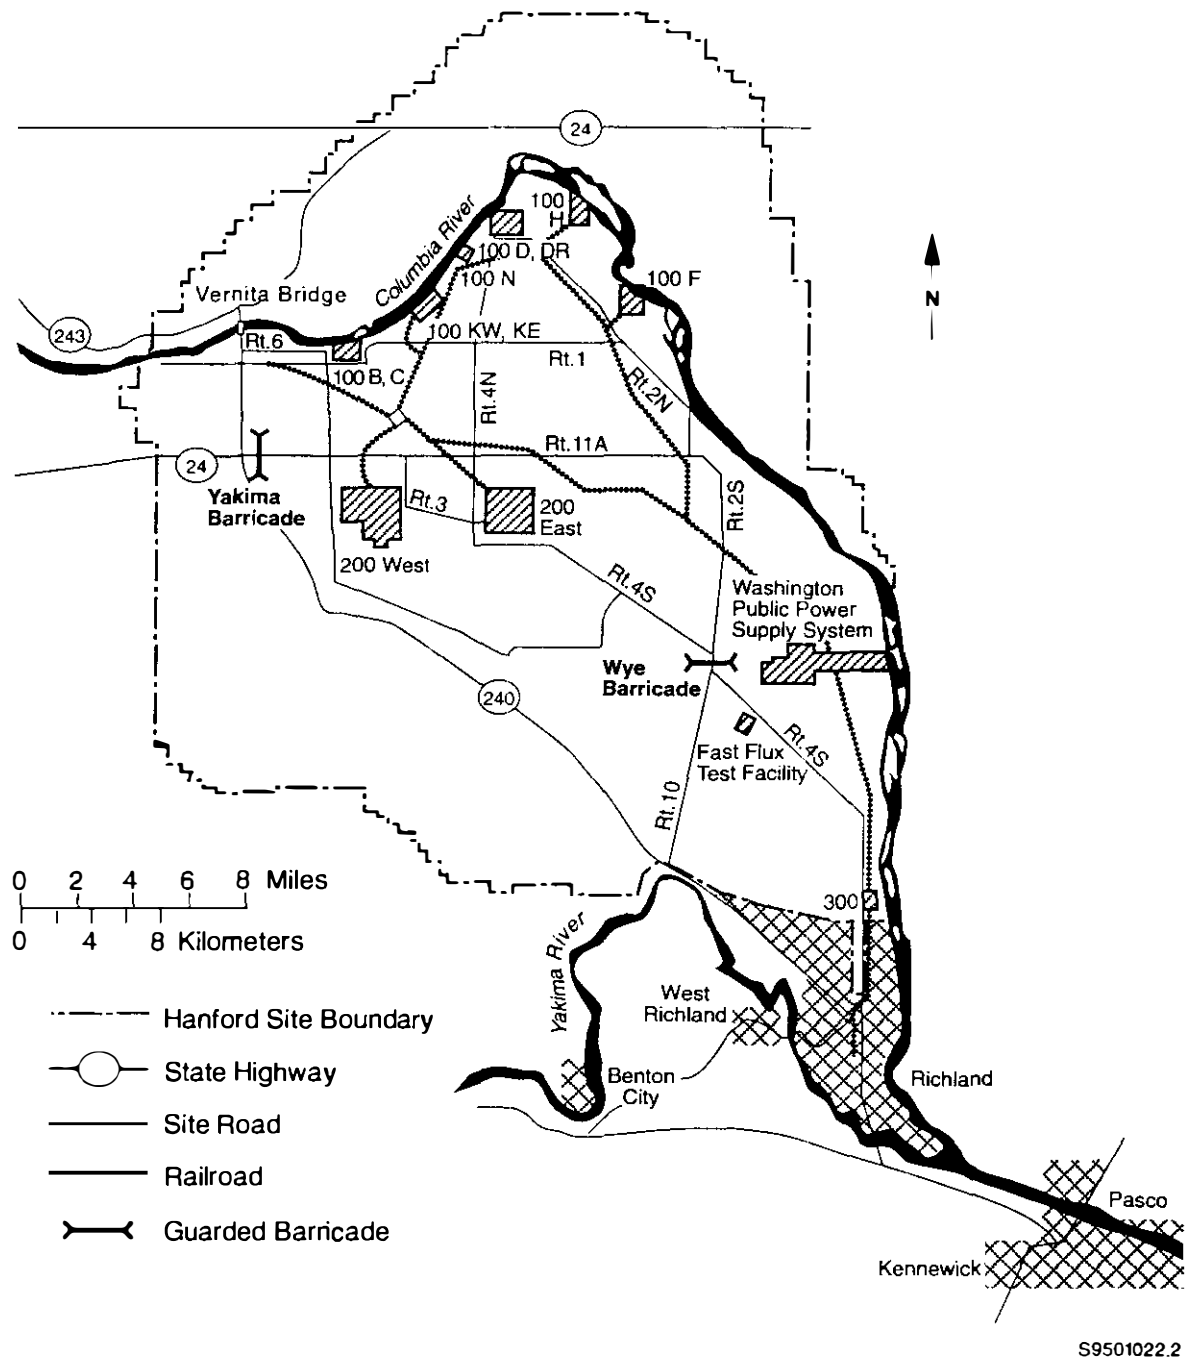 24
100
H
Columbia River
100 D, DR
100 N
100 F
N
Vernita Bridge
243
Rt.6
100 KW, KE
Rt.1
100 B, C
Rt.4N
Rt.2N
Rt.11A
24
Yakima
Barricade
Rt.3
200
East
Rt.2S
200 West
Rt.4S
Washington
Public Power
Supply System
Wye
Barricade
240
Fast Flux
Test Facility
Rt.4S
Rt.10
0 2 4 6 8 Miles
0 4 8 Kilometers
300
Yakima River
West
Richland
Hanford Site Boundary
State Highway
Benton
City
Richland
Site Road
Railroad
Pasco
Guarded Barricade
Kennewick
S9501022.2